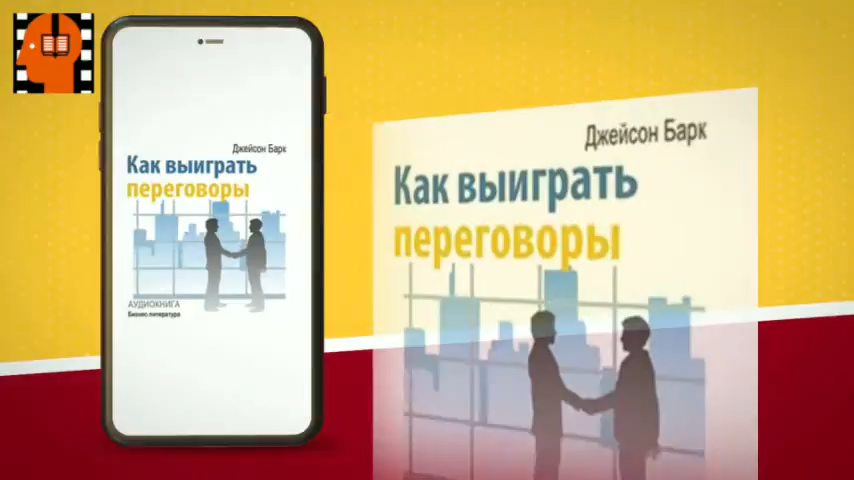 Джейсон Барк
Как выиграть
переговоры
АУДИОКНИГА
Бизнес литература
Джейсон Барк
Как выиграть
переговоры